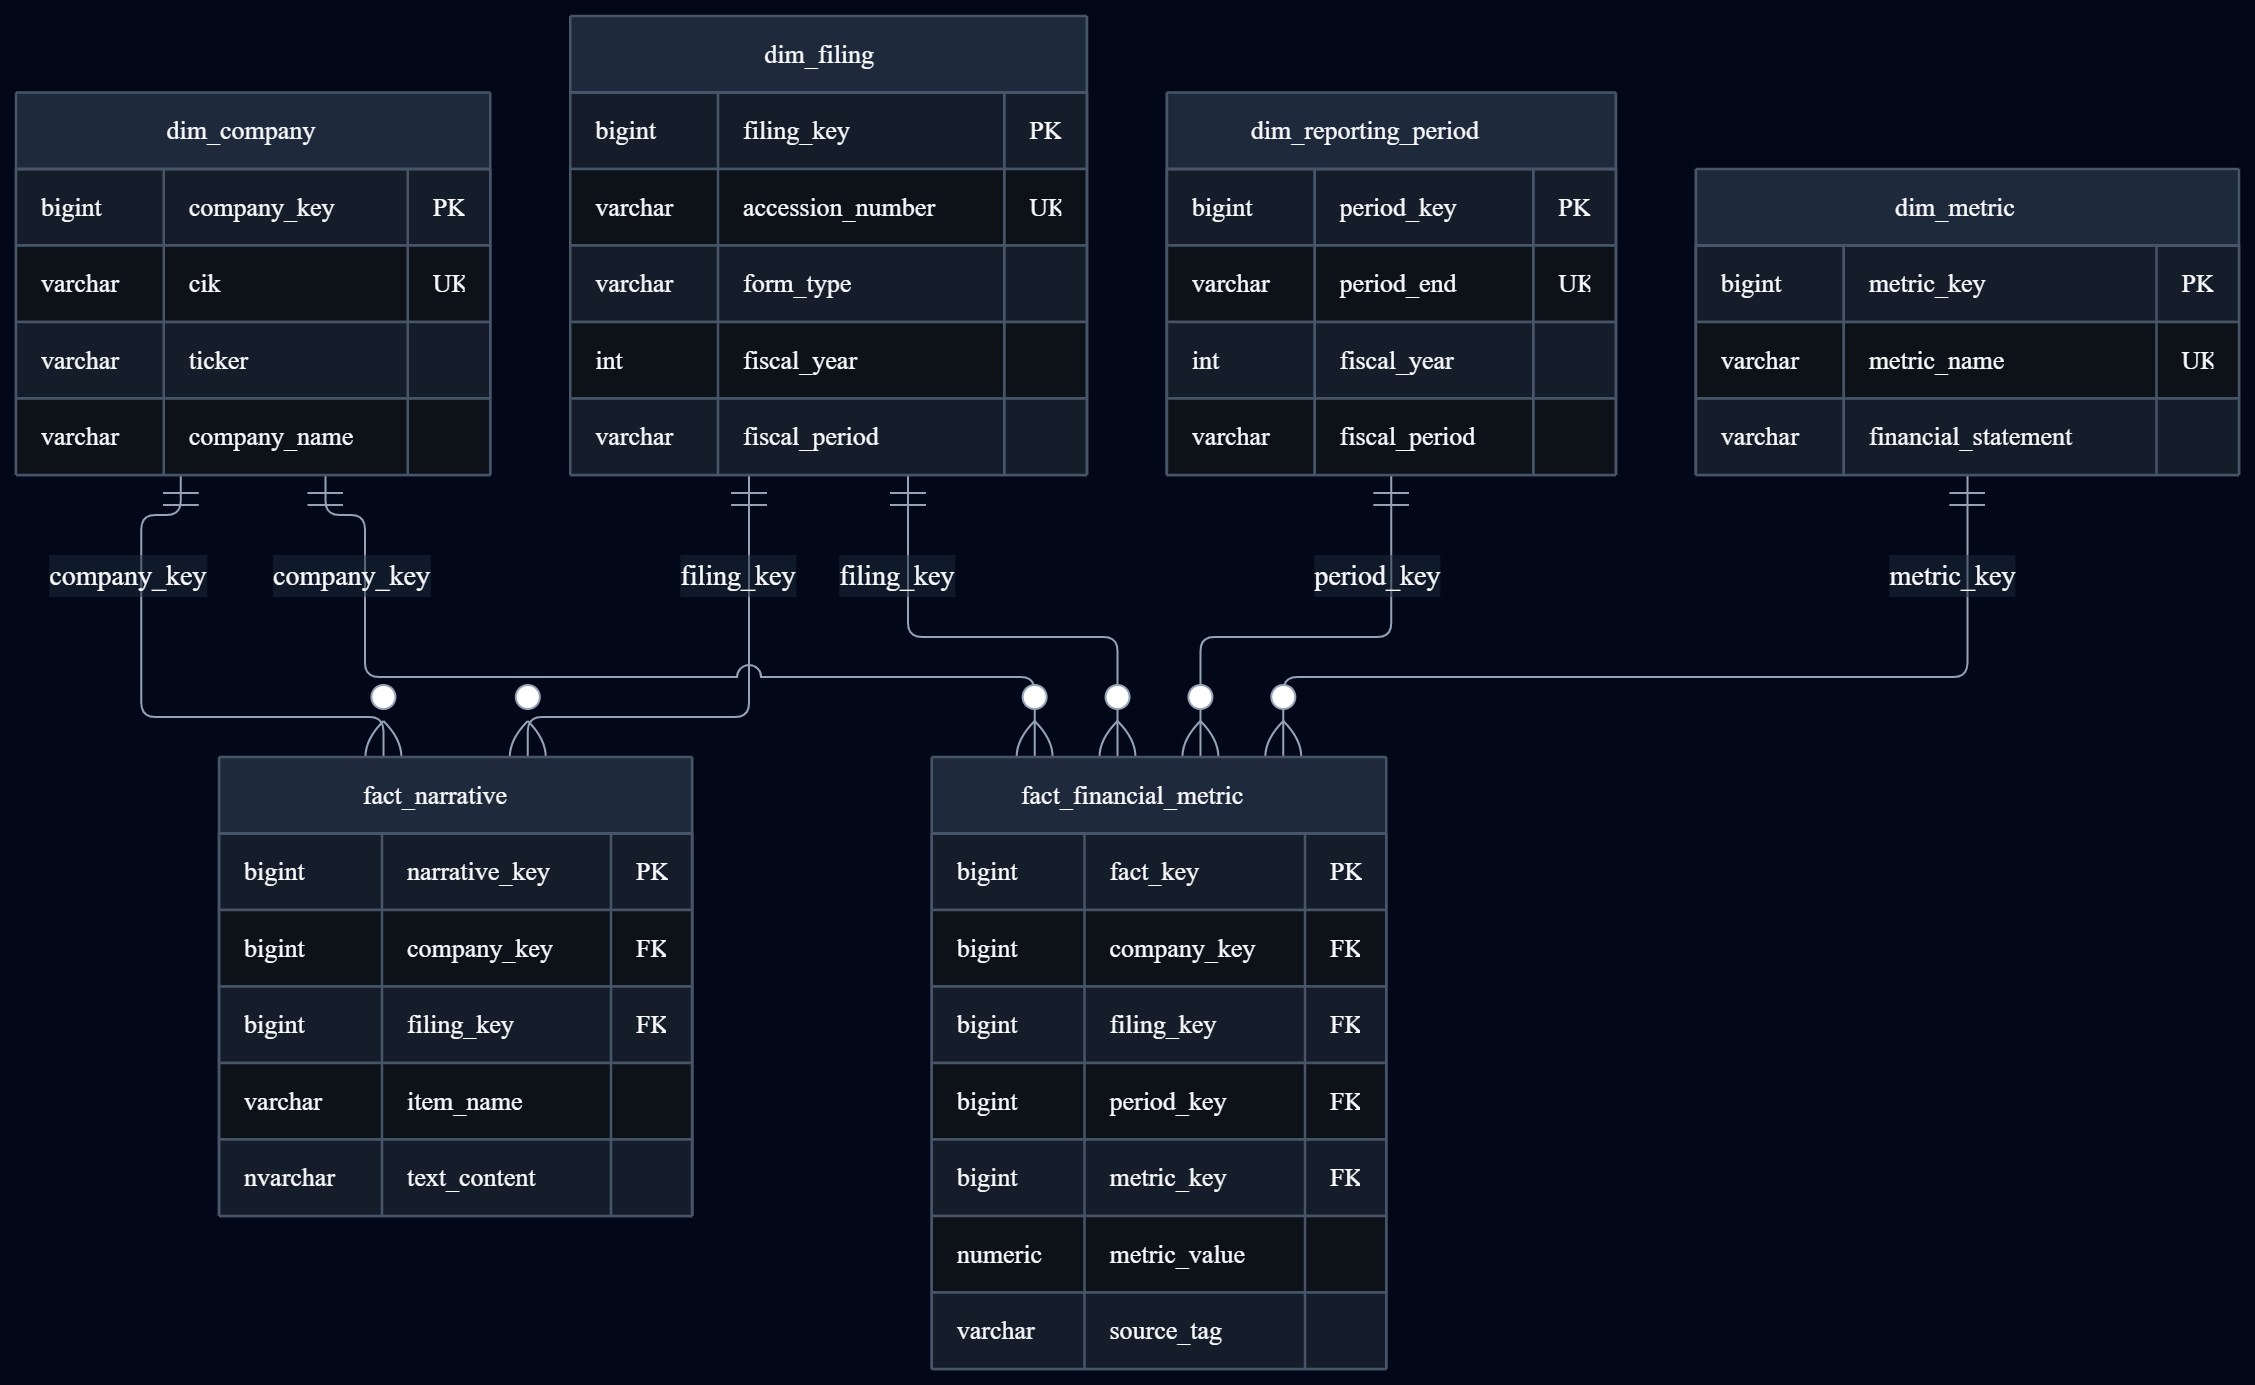 dim_company
bigint company_key PK
varchar cik UK
varchar ticker
varchar company_name
dim_filing
bigint filing_key PK
varchar accession_number UK
varchar form_type
int fiscal_year
varchar fiscal_period
dim_reporting_period
bigint period_key PK
varchar period_end UK
int fiscal_year
varchar fiscal_period
dim_metric
bigint metric_key PK
varchar metric_name UK
varchar financial_statement
company_key
company_key
filing_key
filing_key
period_key
metric_key
fact_narrative
bigint narrative_key PK
bigint company_key FK
bigint filing_key FK
varchar item_name
nvarchar text_content
fact_financial_metric
bigint fact_key PK
bigint company_key FK
bigint filing_key FK
bigint period_key FK
bigint metric_key FK
numeric metric_value
varchar source_tag